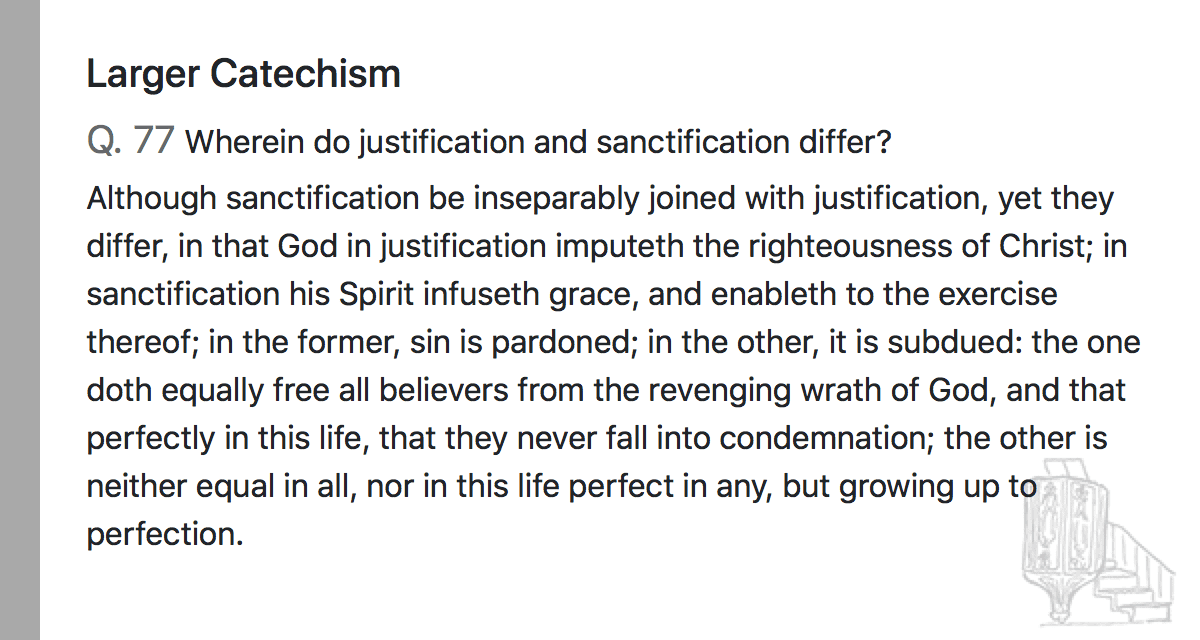 Larger Catechism
Q. 77 Wherein do justification and sanctification differ?
Although sanctification be inseparably joined with justification, yet they
differ, in that God in justification imputeth the righteousness of Christ; in
sanctification his Spirit infuseth grace, and enableth to the exercise
thereof; in the former, sin is pardoned; in the other, it is subdued: the one
doth equally free all believers from the revenging wrath of God, and that
perfectly in this life, that they never fall into condemnation; the other is
neither equal in all, nor in this life perfect in any, but growing up to
perfection.